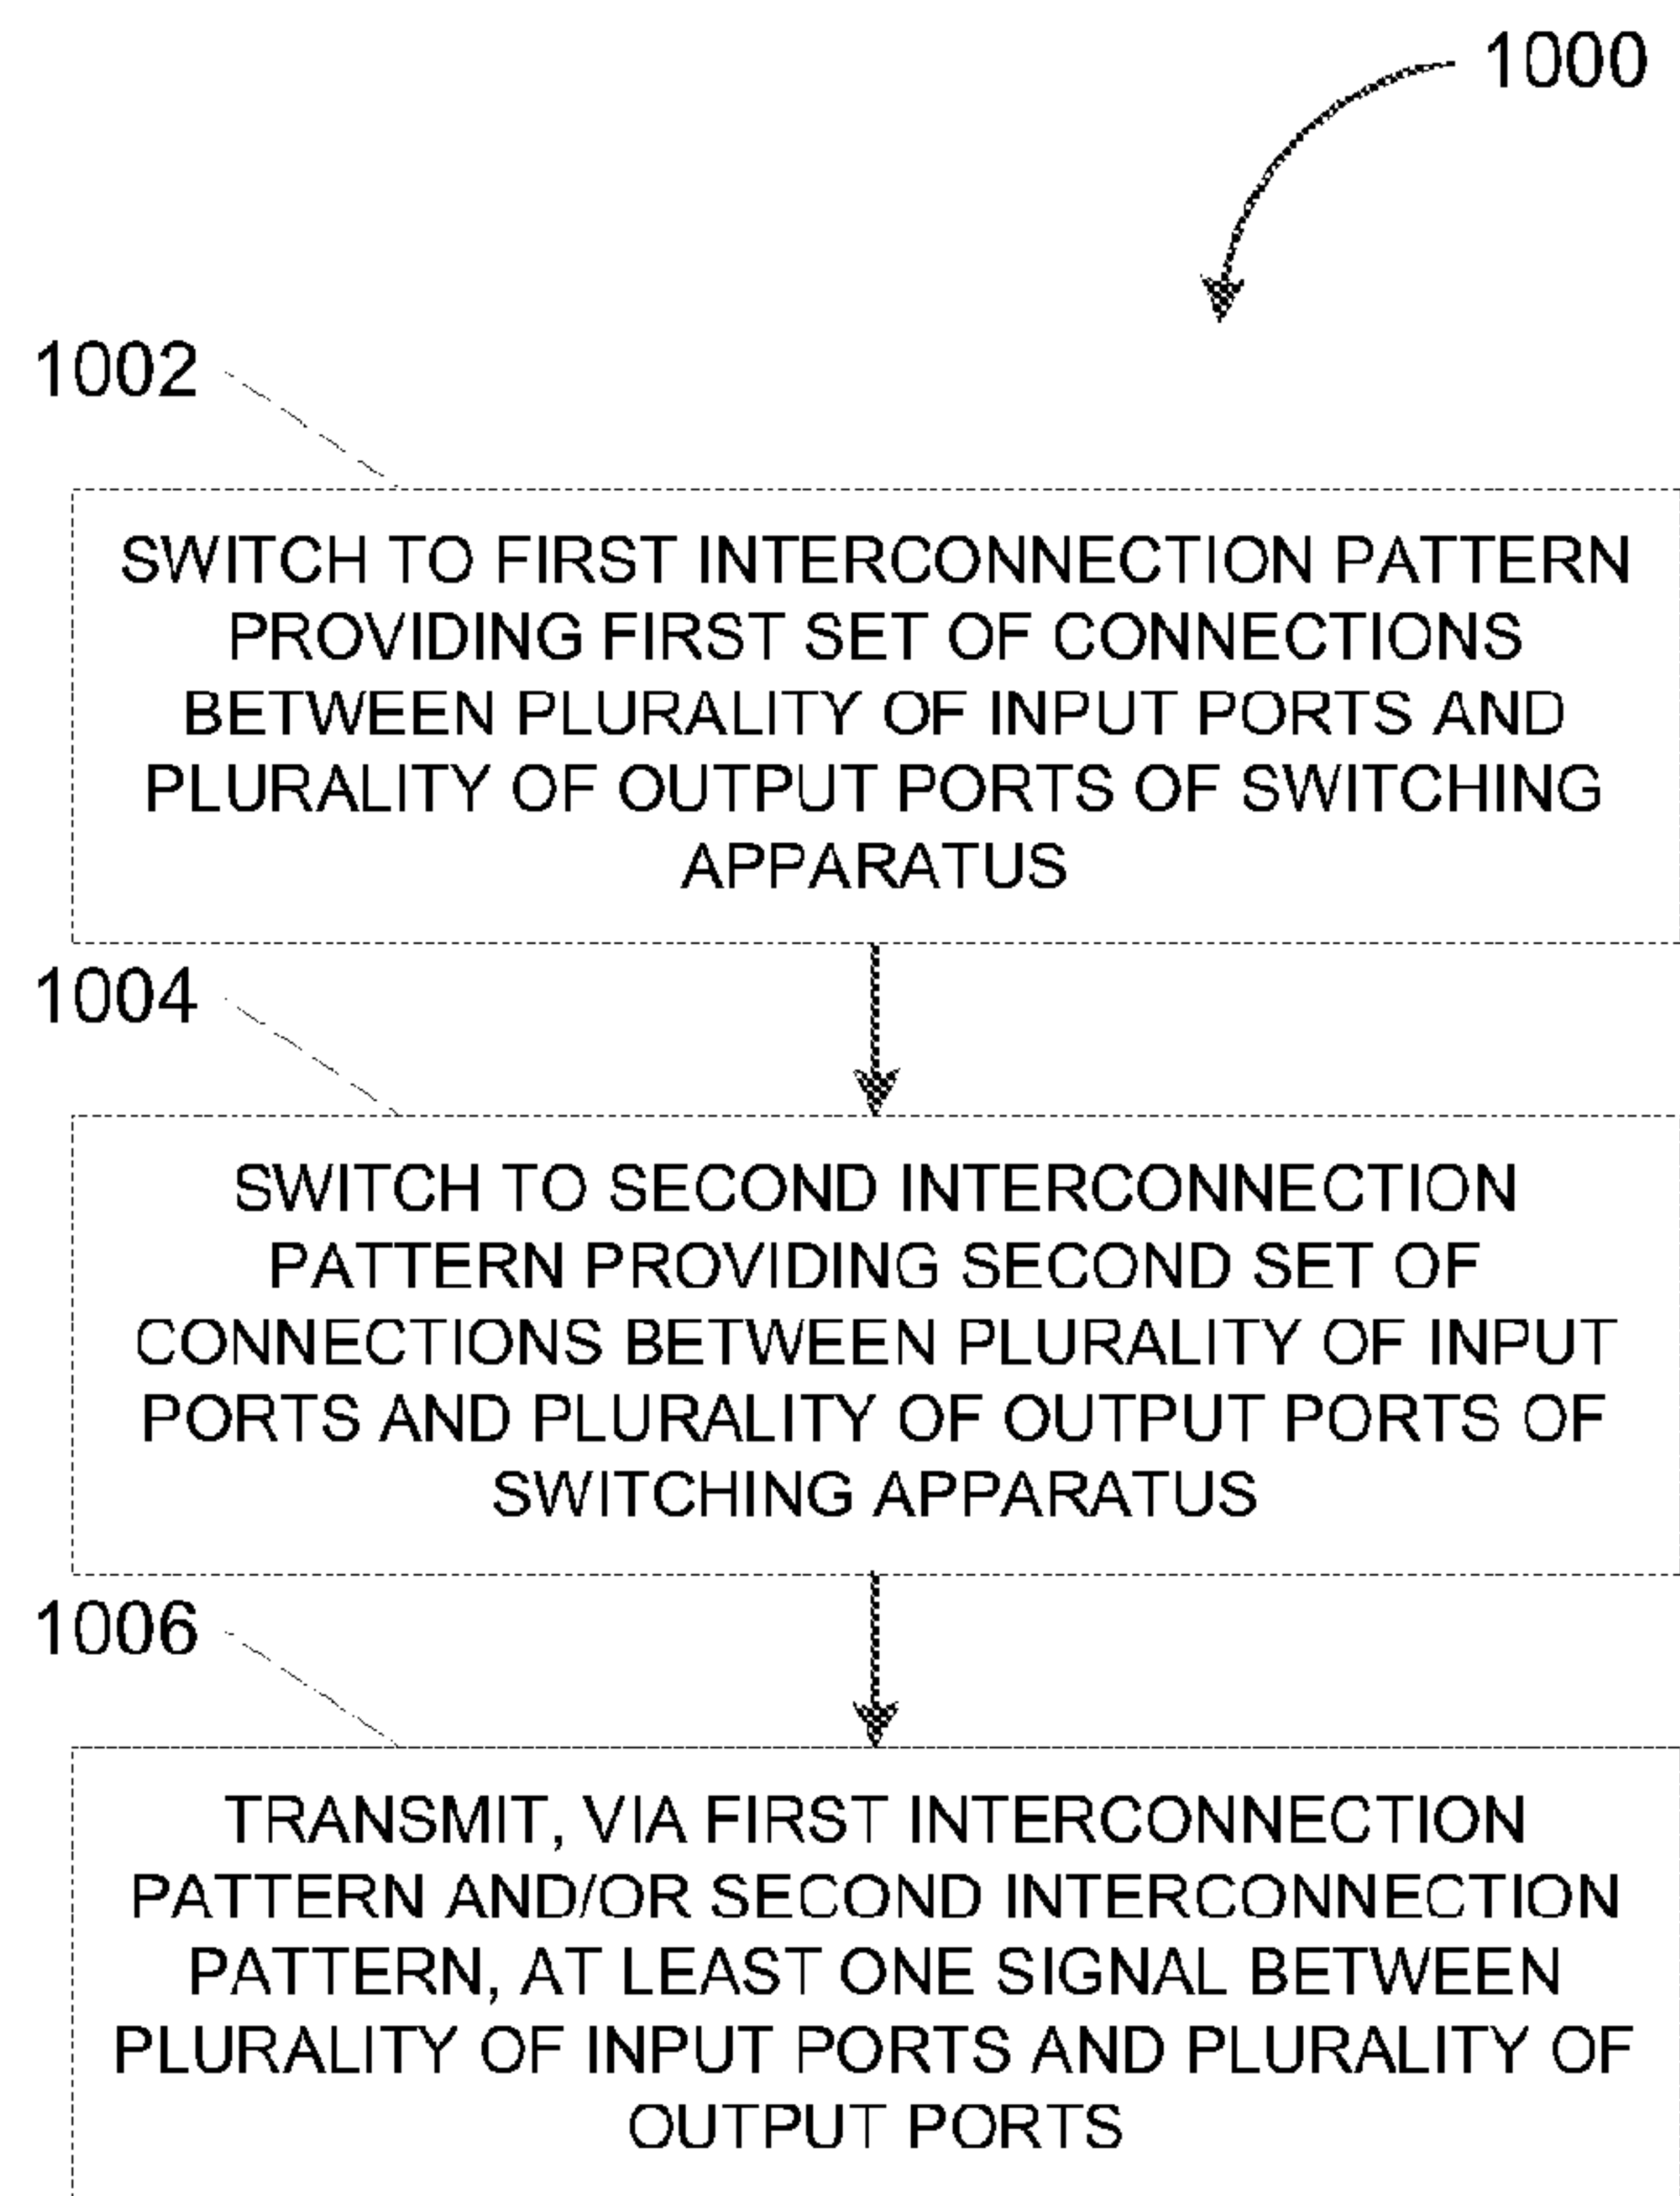 1000
1002
SWITCH TO FIRST INTERCONNECTION PATTERN
PROVIDING FIRST SET OF CONNECTIONS
BETWEEN PLURALITY OF INPUT PORTS AND
PLURALITY OF OUTPUT PORTS OF SWITCHING
APPARATUS
1004
SWITCH TO SECOND INTERCONNECTION
PATTERN PROVIDING SECOND SET OF
CONNECTIONS BETWEEN PLURALITY OF INPUT
PORTS AND PLURALITY OF OUTPUT PORTS OF
SWITCHING APPARATUS
1006
TRANSMIT, VIA FIRST INTERCONNECTION
PATTERN AND/OR SECOND INTERCONNECTION
PATTERN, AT LEAST ONE SIGNAL BETWEEN
PLURALITY OF INPUT PORTS AND PLURALITY OF
OUTPUT PORTS